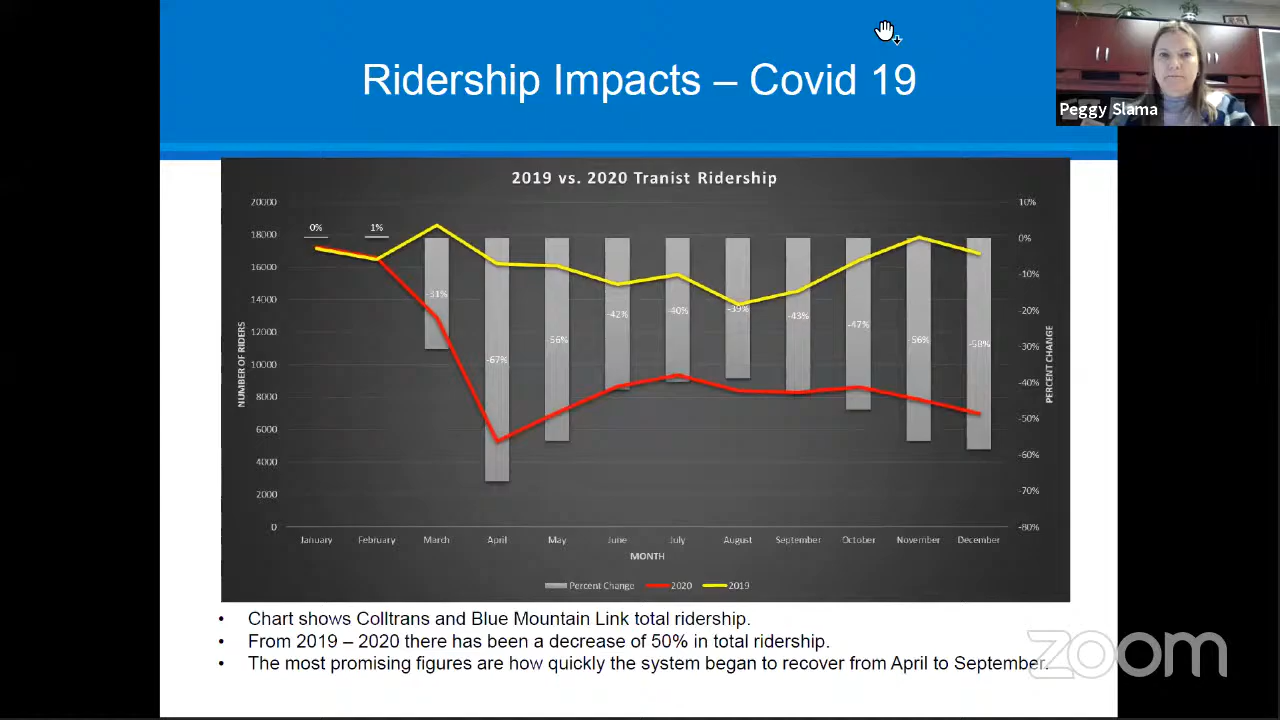 Ridership Impacts – Covid 19
Peggy Slama
2019 vs. 2020 Tranist Ridership
20000
18000
16000
14000
12000
10000
8000
6000
4000
2000
0
NUMBER OF RIDERS
0%
1%
-31%
-67%
-56%
-42%
-40%
-39%
-43%
-47%
-56%
-58%
10%
0%
-10%
-20%
-30%
-40%
-50%
-60%
-70%
-80%
PERCENT CHANGE
January February March April May June July August September October November December
MONTH
Percent Change 2020 2019
• Chart shows Colltrans and Blue Mountain Link total ridership.
• From 2019 – 2020 there has been a decrease of 50% in total ridership.
• The most promising figures are how quickly the system began to recover from April to September.
zoom